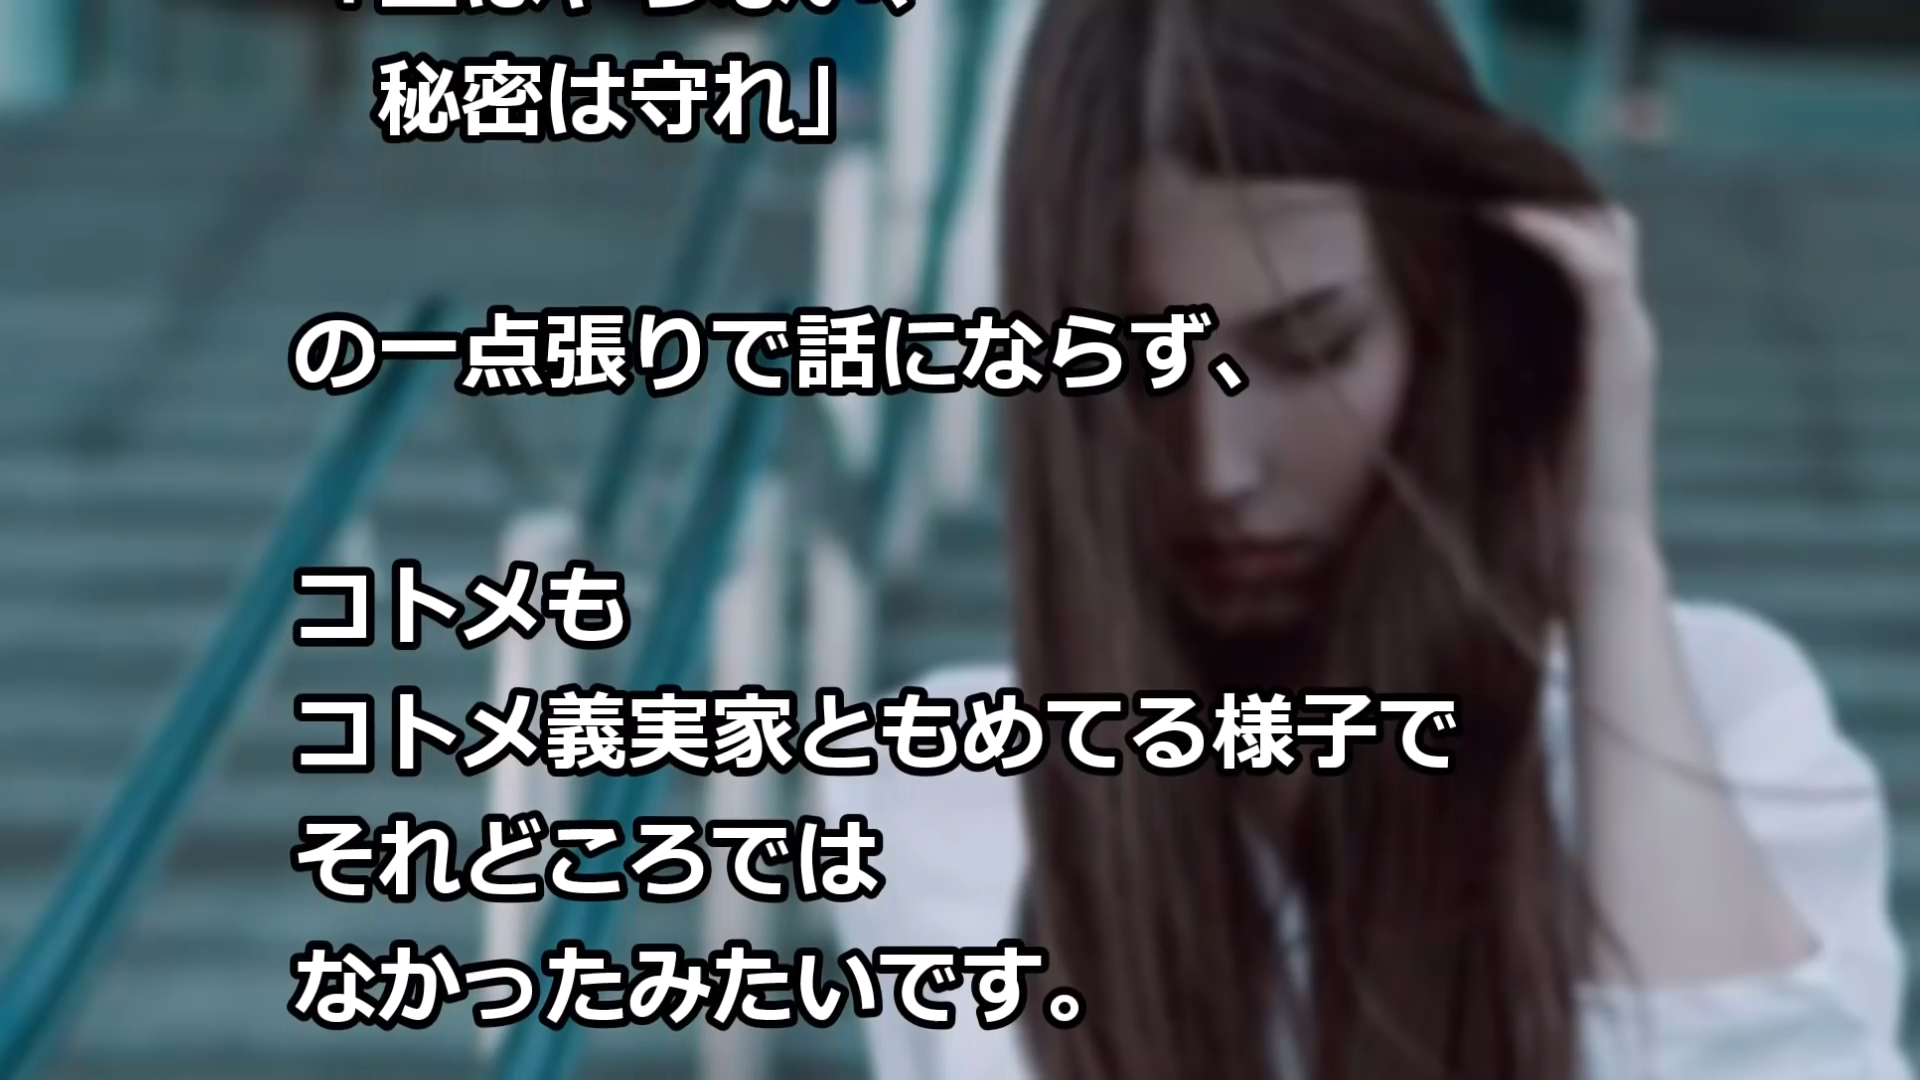 秘密は守れ」
の一点張りで話にならず、
コトメも
コトメ義実家ともめてる様子で
それどころでは
なかったみたいです。